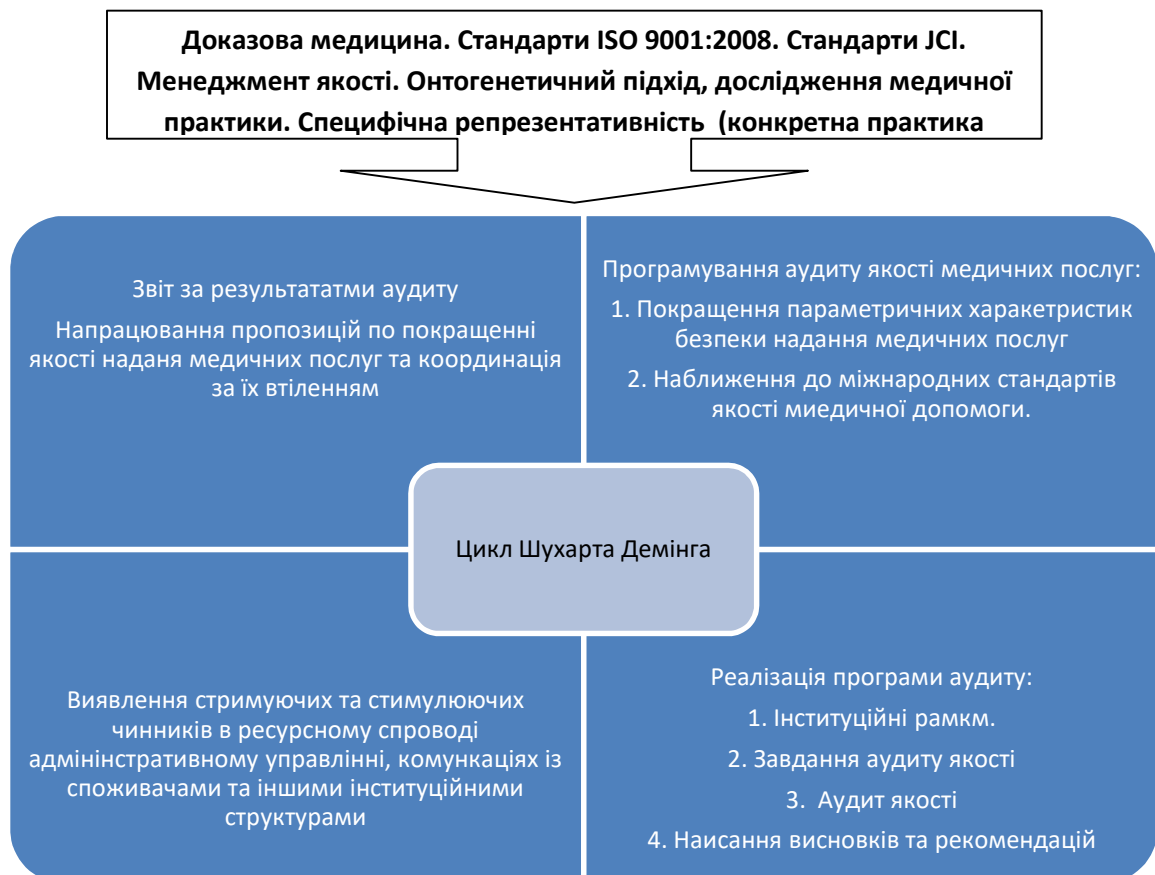 Доказова медицина. Стандарти ISO 9001:2008. Стандарти JCI.
Менеджмент якості. Онтогенетичний підхід, дослідження медичної
практики. Специфічна репрезентативність (конкретна практика
Звіт за результататми аудиту
Напрацювання пропозицій по покращенні
якості наданя медичних послуг та координація
за їх втіленням
Програмування аудиту якості медичних послуг:
1. Покращення параметричних характретристик
безпеки надання медичних послуг
2. Наближення до міжнародних стандартів
якості миедичної допомоги.
Цикл Шухарта Демінга
Виявлення стримуючих та стимулюючих
чинників в ресурсному спроводі
адмінінстративному управлінні, комункаціях із
споживачами та іншими інституційними
структурами
Реалізація програми аудиту:
1. Інституційні рамкм.
2. Завдання аудиту якості
3. Аудит якості
4. Наисання висновків та рекомендацій